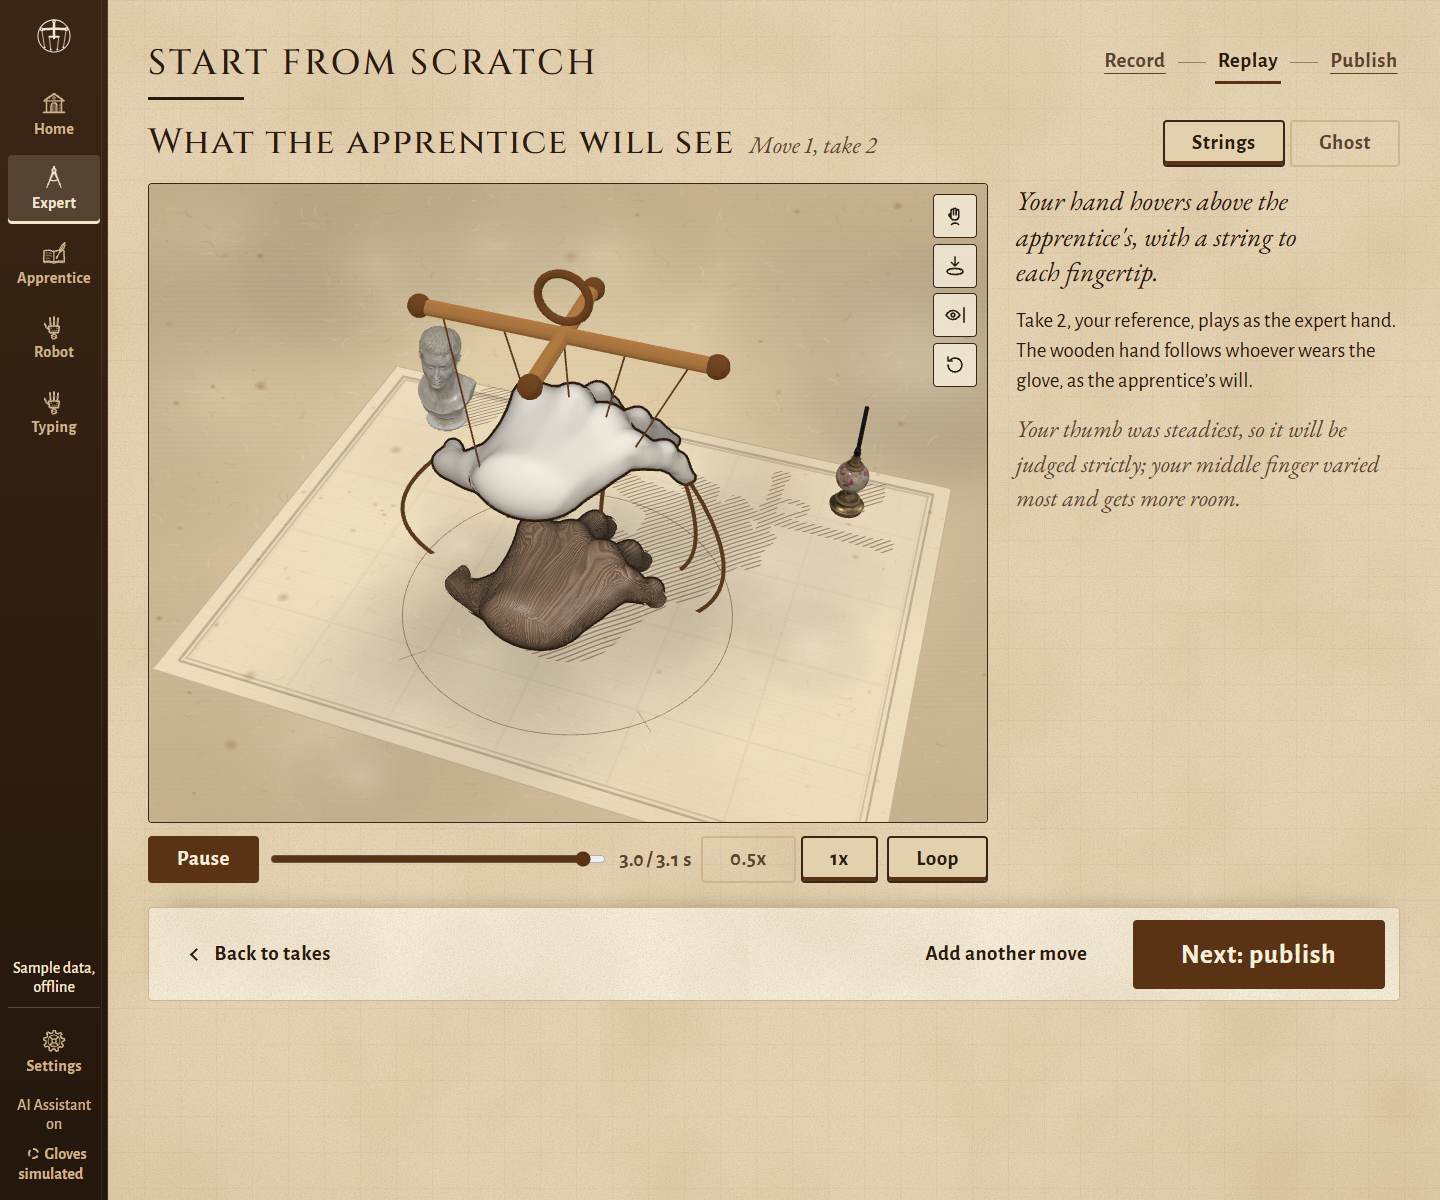 START FROM SCRATCH
Record
Replay
Publish
Home
Expert
Apprentice
Robot
Typing
Sample data,
offline
Settings
AI Assistant
on
Gloves
simulated
WHAT THE APPRENTICE WILL SEE
Move 1, take 2
Strings
Ghost
Your hand hovers above the
apprentice's, with a string to
each fingertip.
Take 2, your reference, plays as the expert hand.
The wooden hand follows whoever wears the
glove, as the apprentice’s will.
Your thumb was steadiest, so it will be
judged strictly; your middle finger varied
most and gets more room.
Pause
3.0 / 3.1 s
0.5x
1x
Loop
Back to takes
Add another move
Next: publish